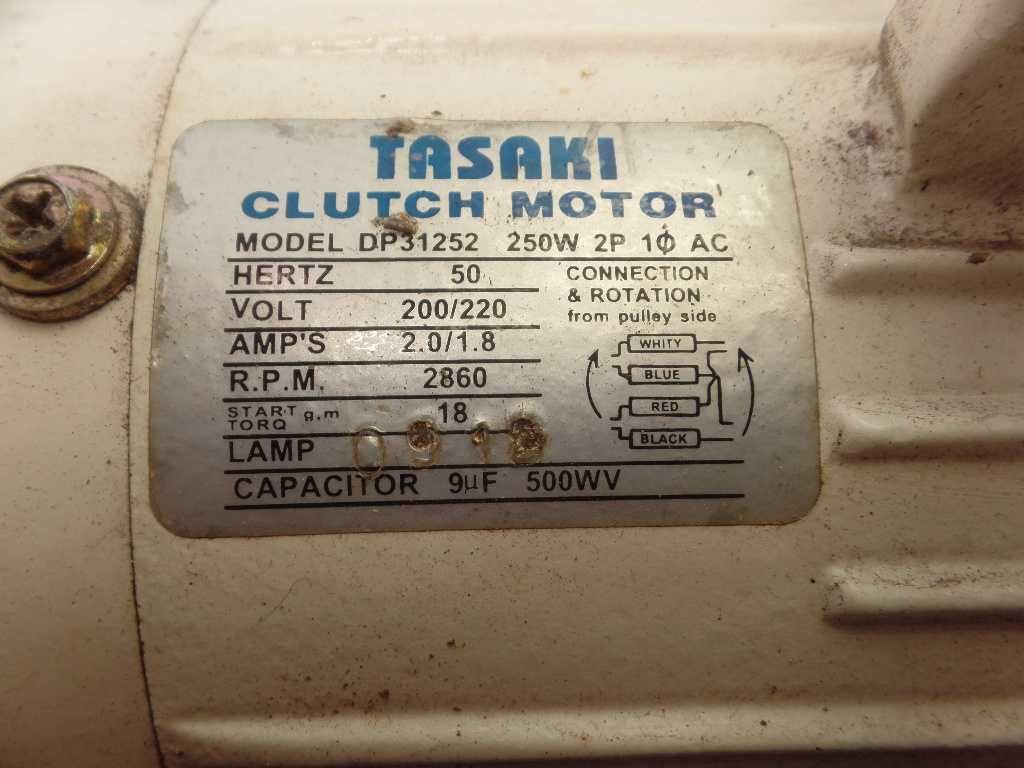 TASAKI
CLUTCH MOTOR
MODEL DP31252 250W 2P 1ϕ AC
HERTZ 50
VOLT 200/220
AMP'S 2.0/1.8
R.P.M. 2860
START TORQ g.m 18
LAMP
CAPACITOR 9µF 500WV
CONNECTION
& ROTATION
from pulley side
WHITY
BLUE
RED
BLACK